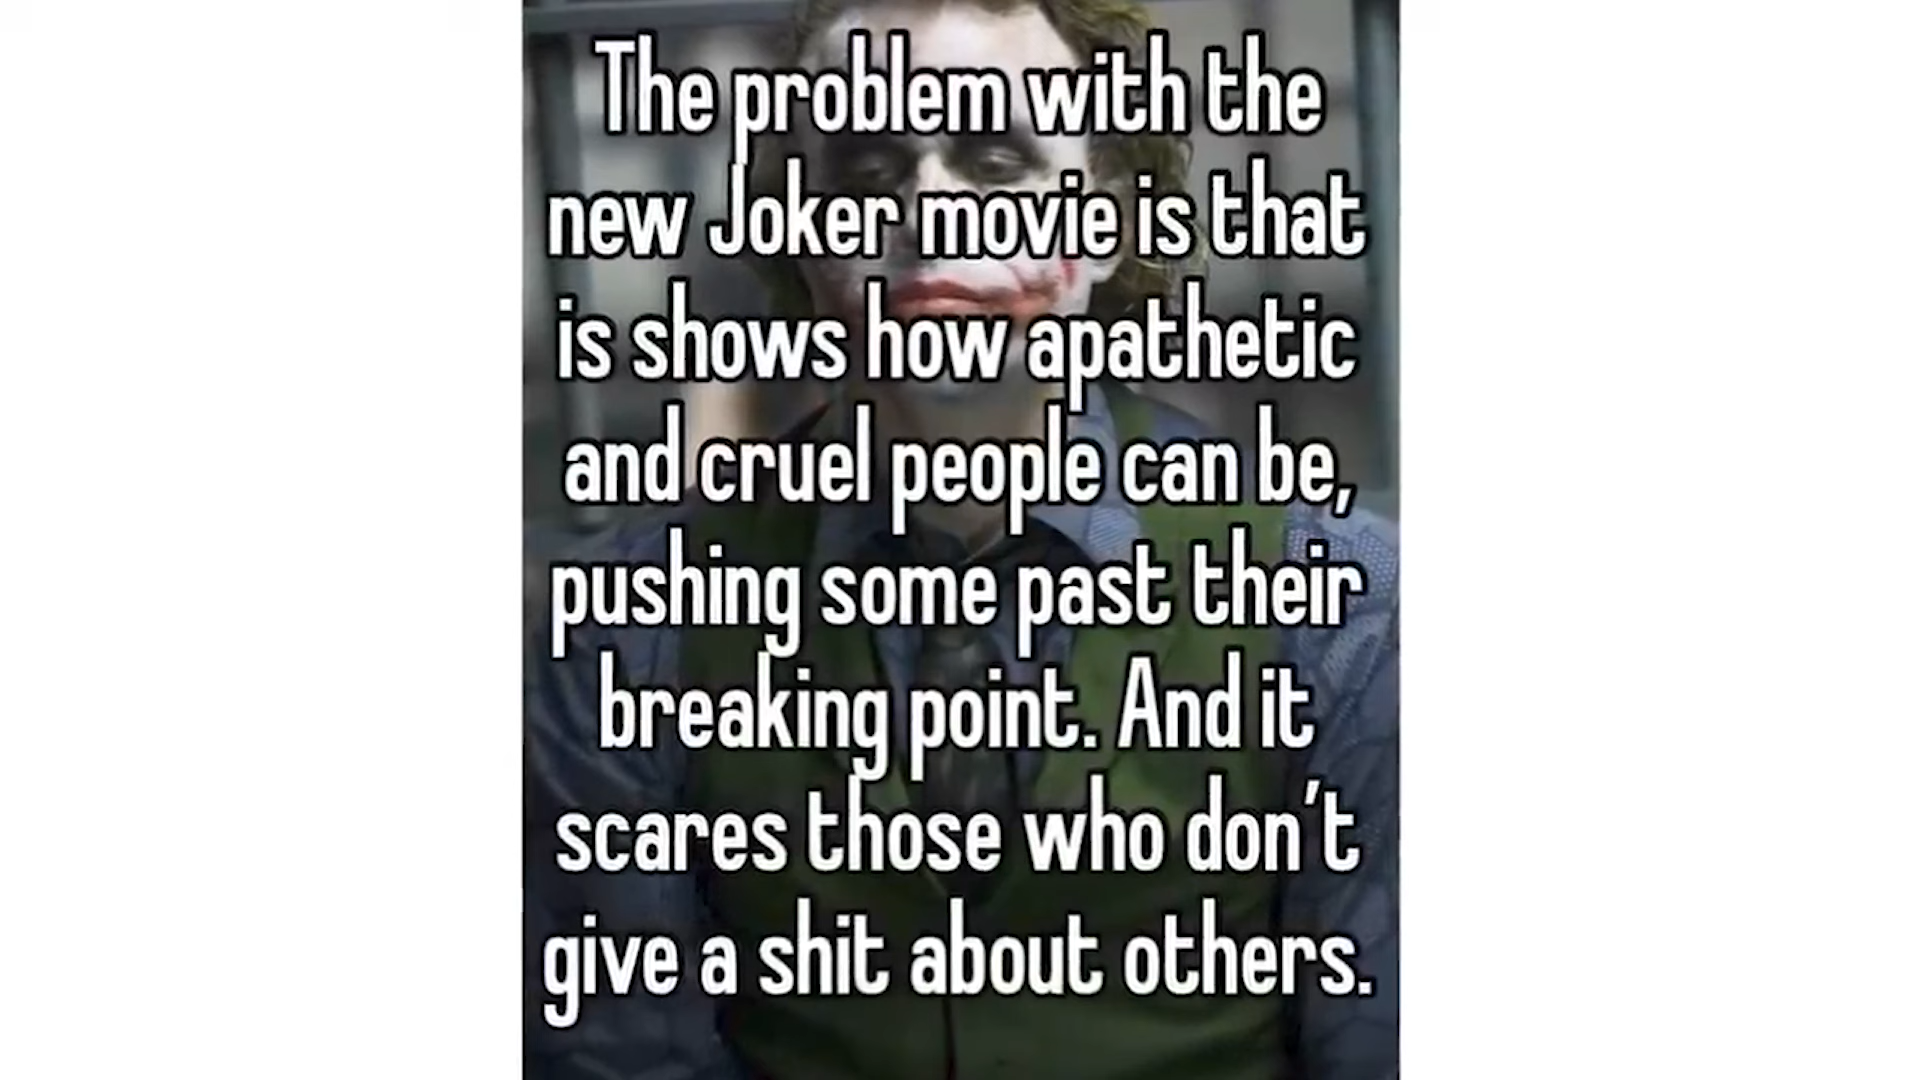 The problem with the
new Joker movie is that
is shows how apathetic
and cruel people can be,
pushing some past their
breaking point. And it
scares those who don't
give a shit about others.